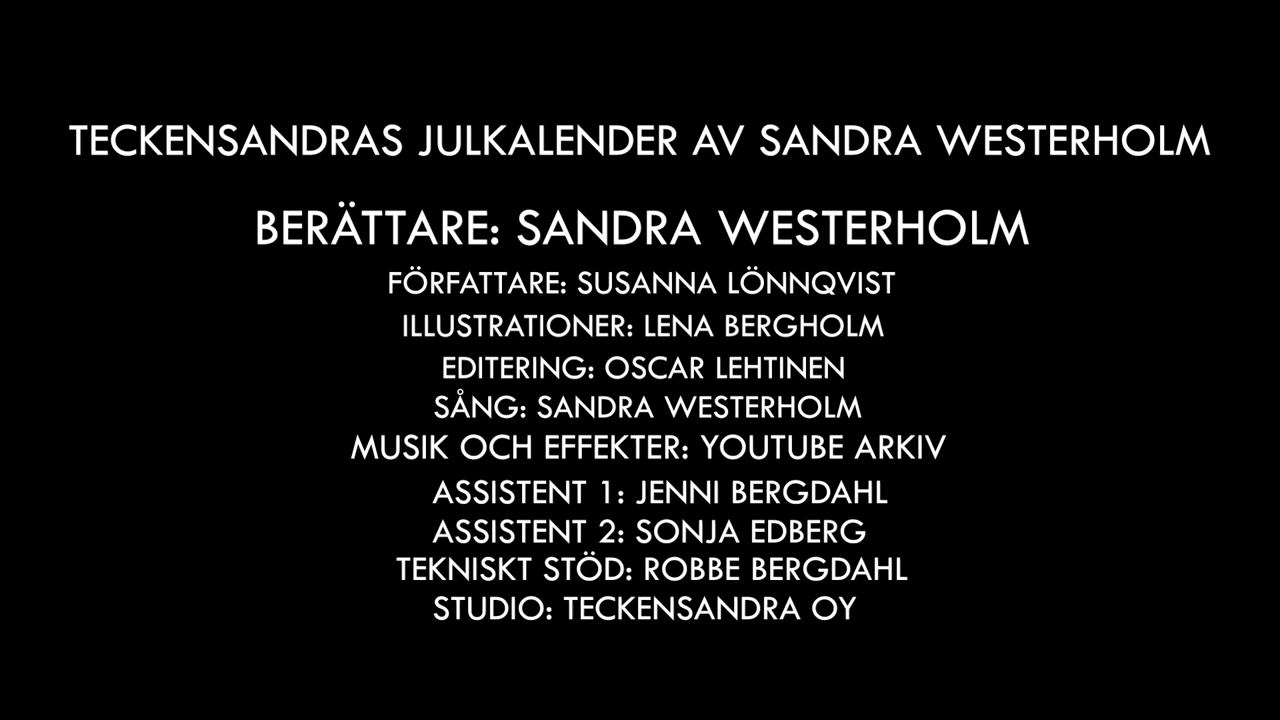 TECKENSANDRAS JULKALENDER AV SANDRA WESTERHOLM
BERÄTTARE: SANDRA WESTERHOLM
FÖRFATTARE: SUSANNA LÖNNQVIST
ILLUSTRATIONER: LENA BERGHOLM
EDITERING: OSCAR LEHTINEN
SÅNG: SANDRA WESTERHOLM
MUSIK OCH EFFEKTER: YOUTUBE ARKIV
ASSISTENT 1: JENNI BERGDAHL
ASSISTENT 2: SONJA EDBERG
TEKNISKT STÖD: ROBBE BERGDAHL
STUDIO: TECKENSANDRA OY